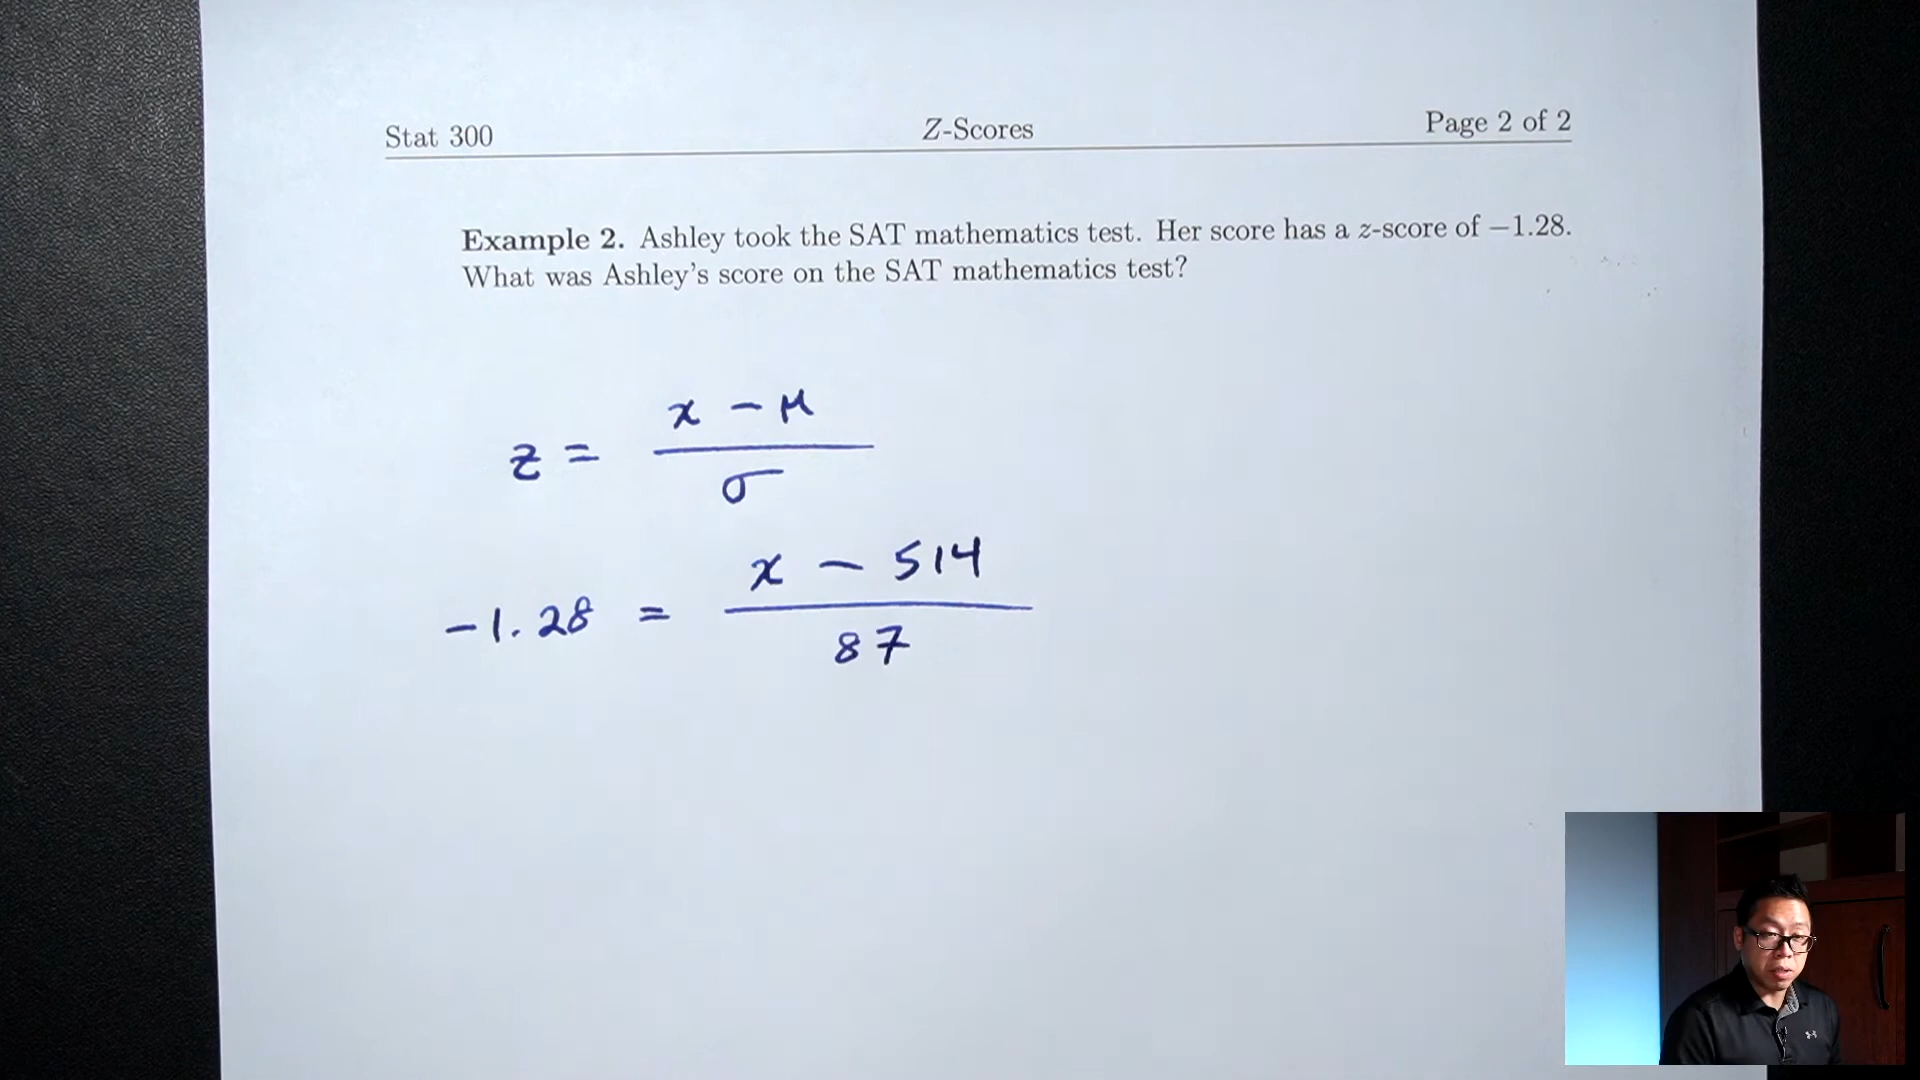 Stat 300 Z-Scores Page 2 of 2
Example 2. Ashley took the SAT mathematics test. Her score has a z-score of −1.28.
What was Ashley's score on the SAT mathematics test?
z = (x − μ) / σ
−1.28 = (x − 514) / 87